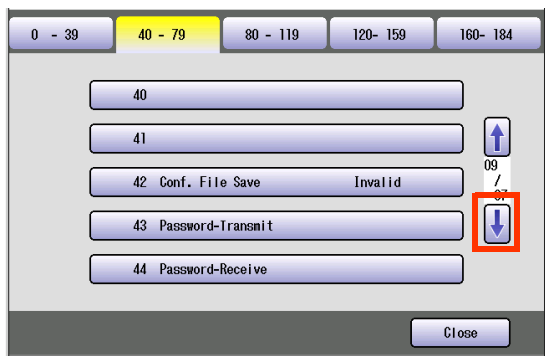 0 - 39
40 - 79
80 - 119
120- 159
160- 184
40
41
42 Conf. File Save Invalid
43 Password-Transmit
44 Password-Receive
09
/
37
Close